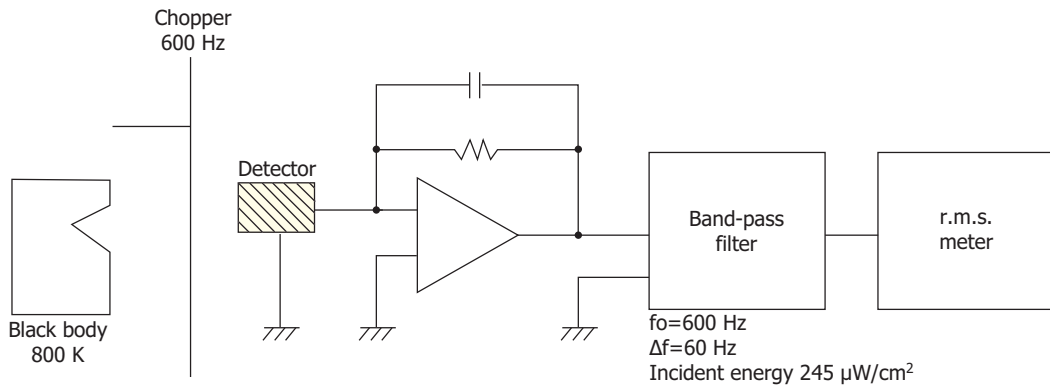 Chopper
600 Hz
Detector
Black body
800 K
Band-pass
filter
r.m.s.
meter
fo=600 Hz
Δf=60 Hz
Incident energy 245 μW/cm²